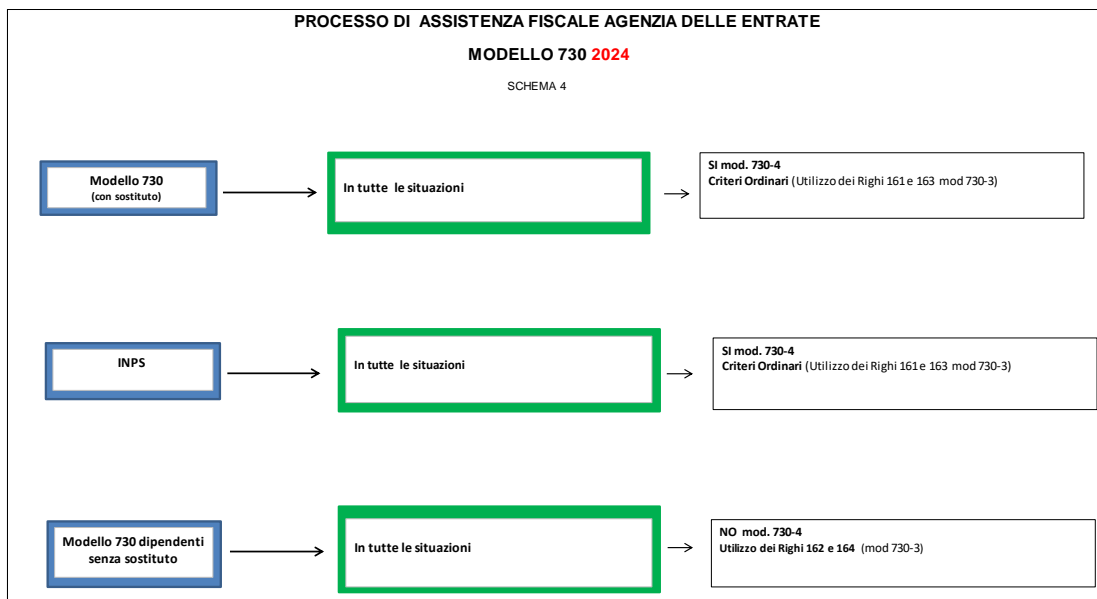 PROCESSO DI ASSISTENZA FISCALE AGENZIA DELLE ENTRATE
MODELLO 730 2024
SCHEMA 4
Modello 730
(con sostituto)
In tutte le situazioni
SI mod. 730-4
Criteri Ordinari (Utilizzo dei Righi 161 e 163 mod 730-3)
INPS
In tutte le situazioni
SI mod. 730-4
Criteri Ordinari (Utilizzo dei Righi 161 e 163 mod 730-3)
Modello 730 dipendenti
senza sostituto
In tutte le situazioni
NO mod. 730-4
Utilizzo dei Righi 162 e 164 (mod 730-3)